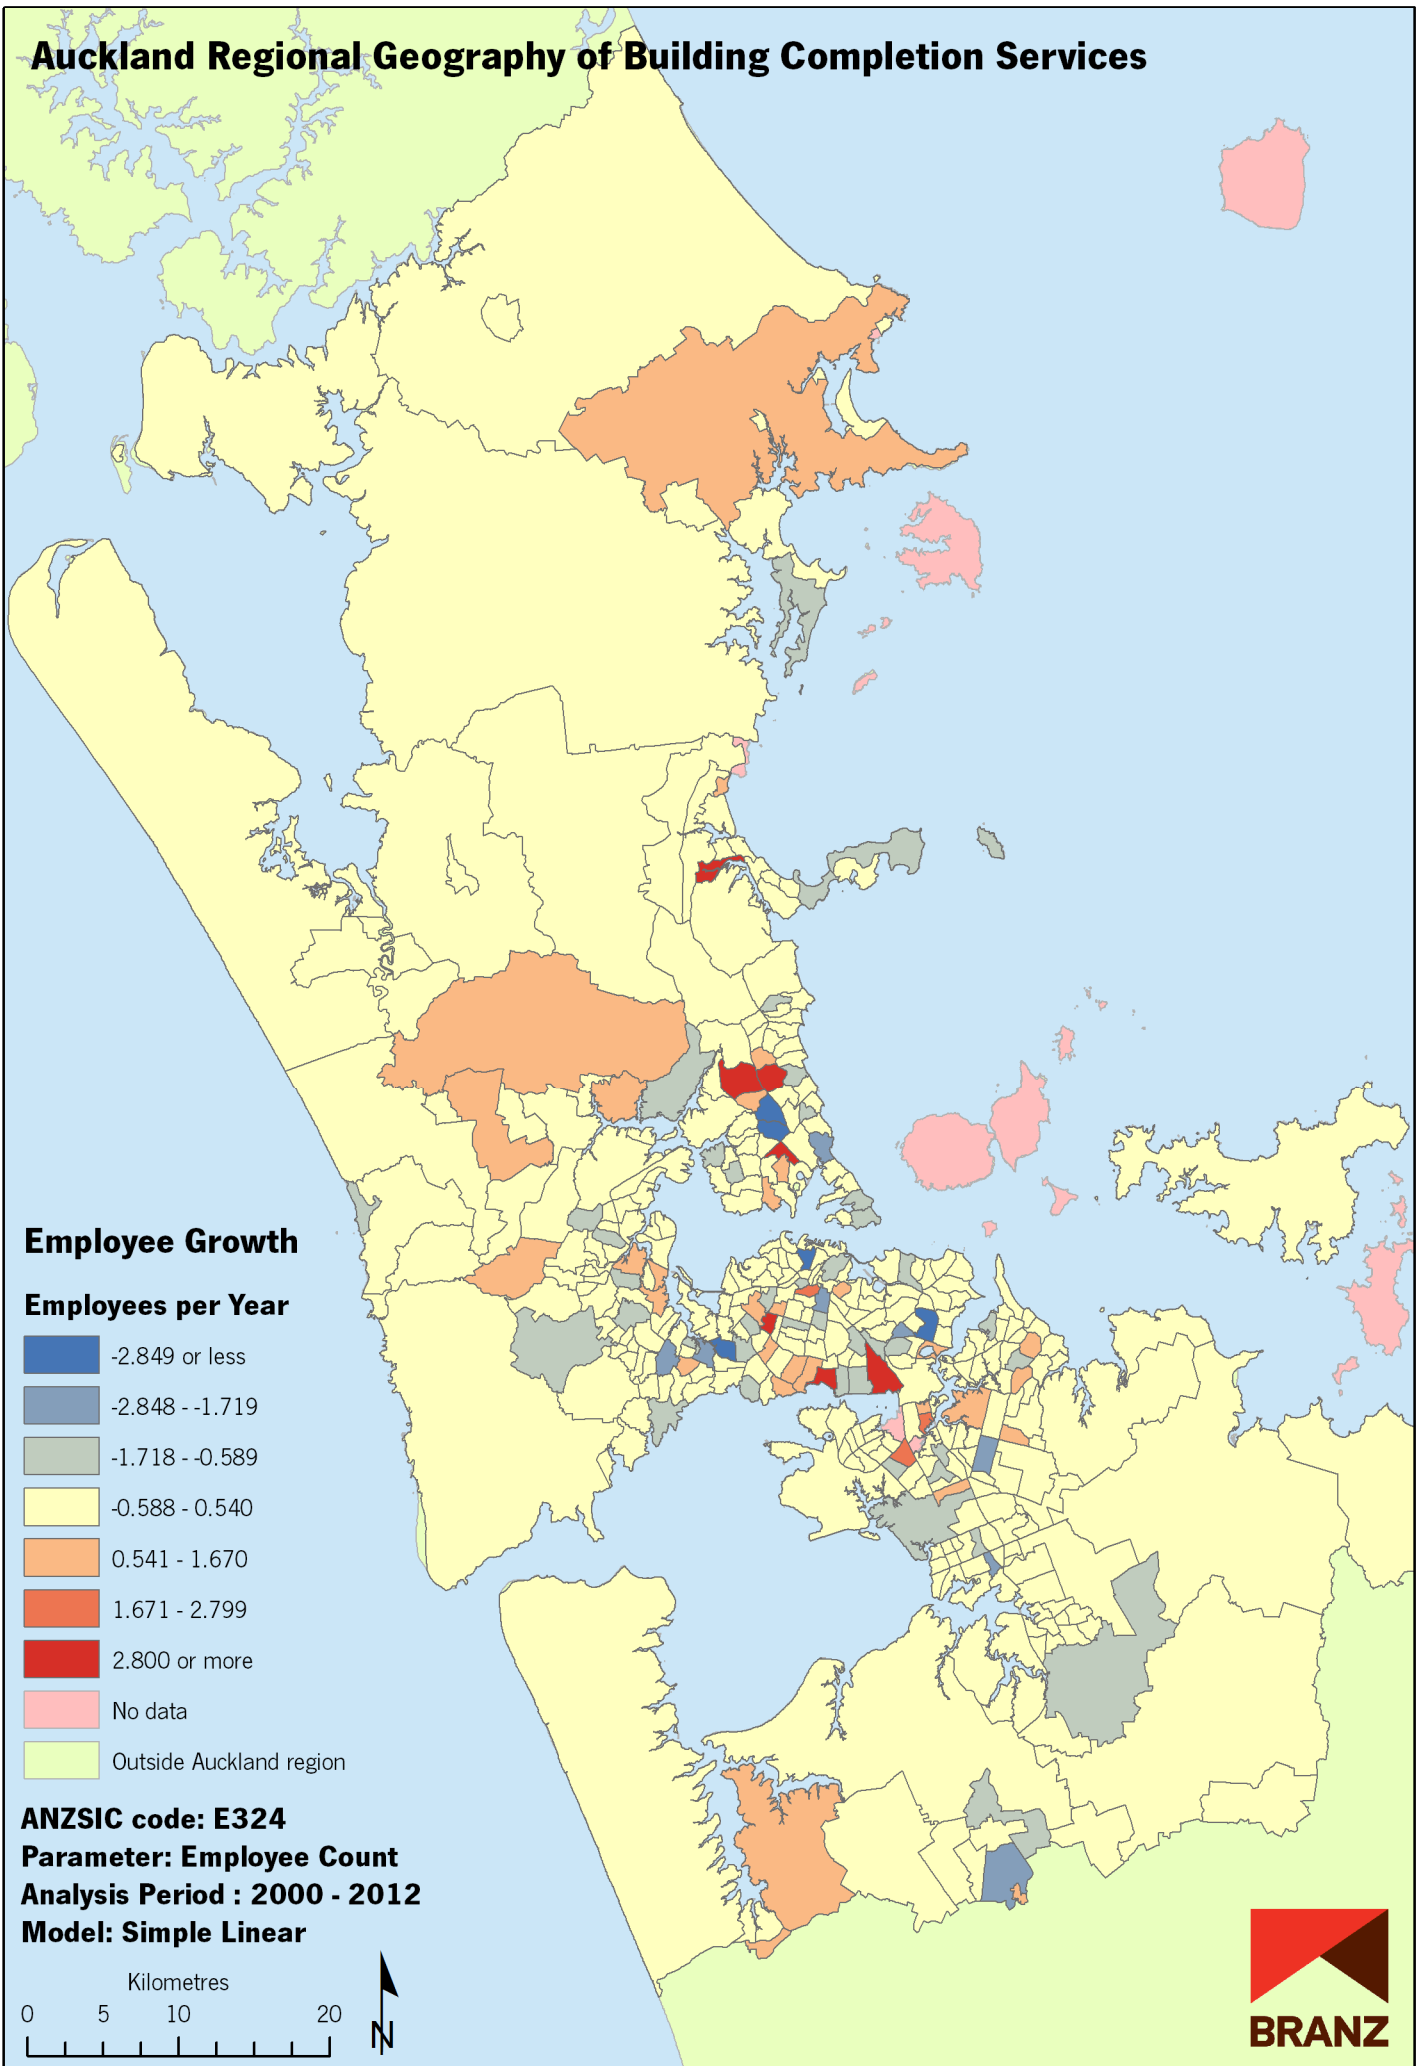 Auckland Regional Geography of Building Completion Services
Employee Growth
Employees per Year
-2.849 or less
-2.848 - -1.719
-1.718 - -0.589
-0.588 - 0.540
0.541 - 1.670
1.671 - 2.799
2.800 or more
No data
Outside Auckland region
ANZSIC code: E324
Parameter: Employee Count
Analysis Period : 2000 - 2012
Model: Simple Linear
Kilometres
0 5 10 20
N
BRANZ